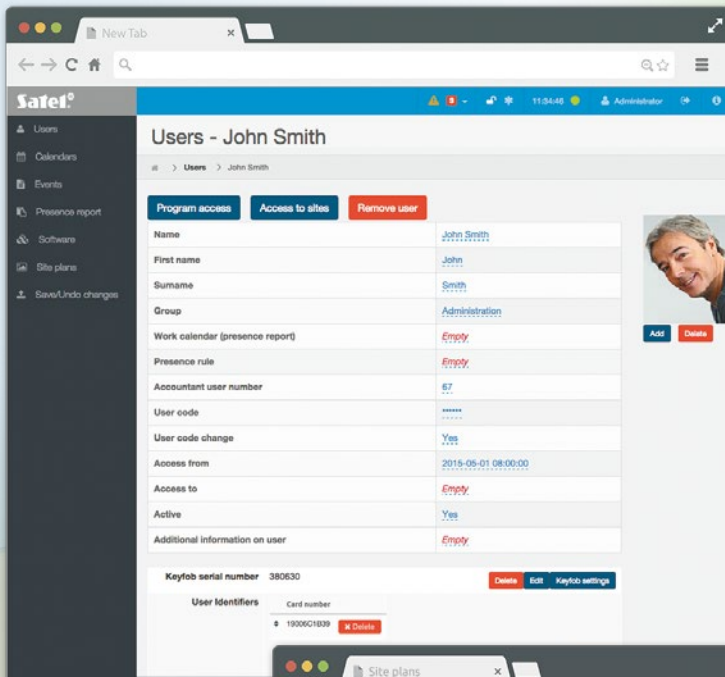 New Tab
Satel®
11:54:46
Administrator
Users
Calendars
Events
Presence report
Software
Site plans
Save/Undo changes
Users - John Smith
> Users > John Smith
Program access Access to sites Remove user
Name John Smith
First name John
Surname Smith
Group Administration
Work calendar (presence report) Empty
Presence rule Empty
Accountant user number 67
User code ••••••
User code change Yes
Access from 2015-05-01 08:00:00
Access to Empty
Active Yes
Additional information on user Empty
Add Delete
Keyfob serial number 380630 Delete Edit Keyfob settings
User Identifiers Card number
19006C1B39 × Delete
Site plans